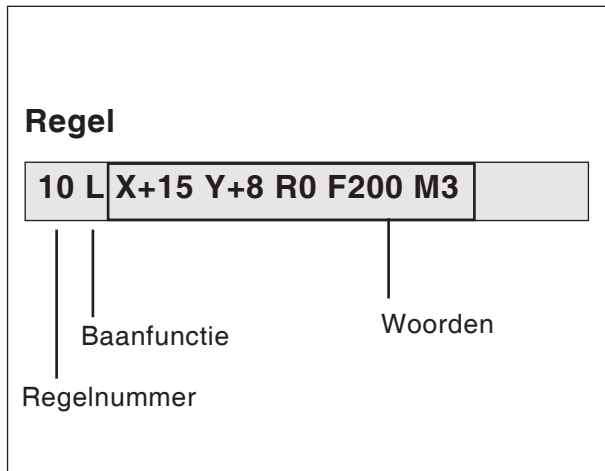 Regel
10 L X+15 Y+8 R0 F200 M3
Woorden
Baanfunctie
Regelnummer